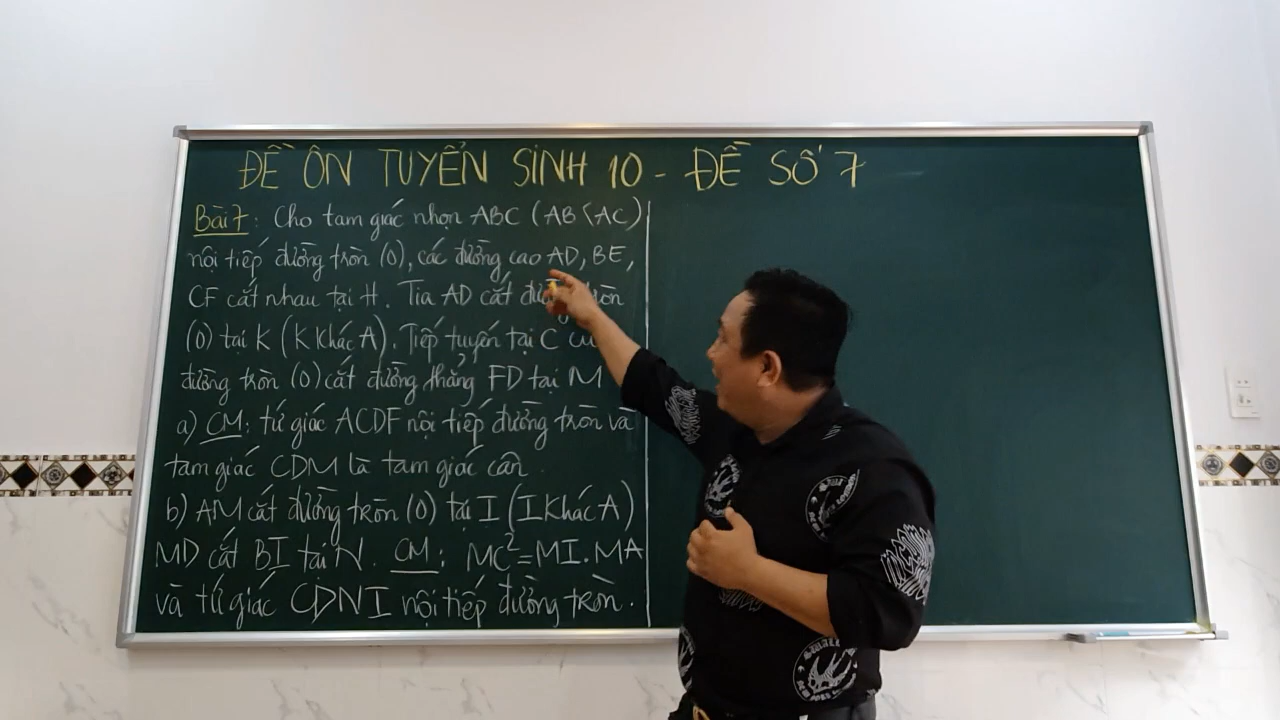 ĐỀ ÔN TUYỂN SINH 10 - ĐỀ SỐ 7
Bài 7: Cho tam giác nhọn ABC (AB<AC)
nội tiếp đường tròn (O), các đường cao AD, BE,
CF cắt nhau tại H. Tia AD cắt tròn
(O) tại K (K khác A). Tiếp tuyến tại C
đường tròn (O) cắt đường thẳng FD tại M
a) CM: tứ giác ACDF nội tiếp đường tròn và
tam giác CDM là tam giác cân.
b) AM cắt đường tròn (O) tại I (I khác A)
MD cắt BI tại N. CM: MC²=MI.MA
và tứ giác CDNI nội tiếp đường tròn.